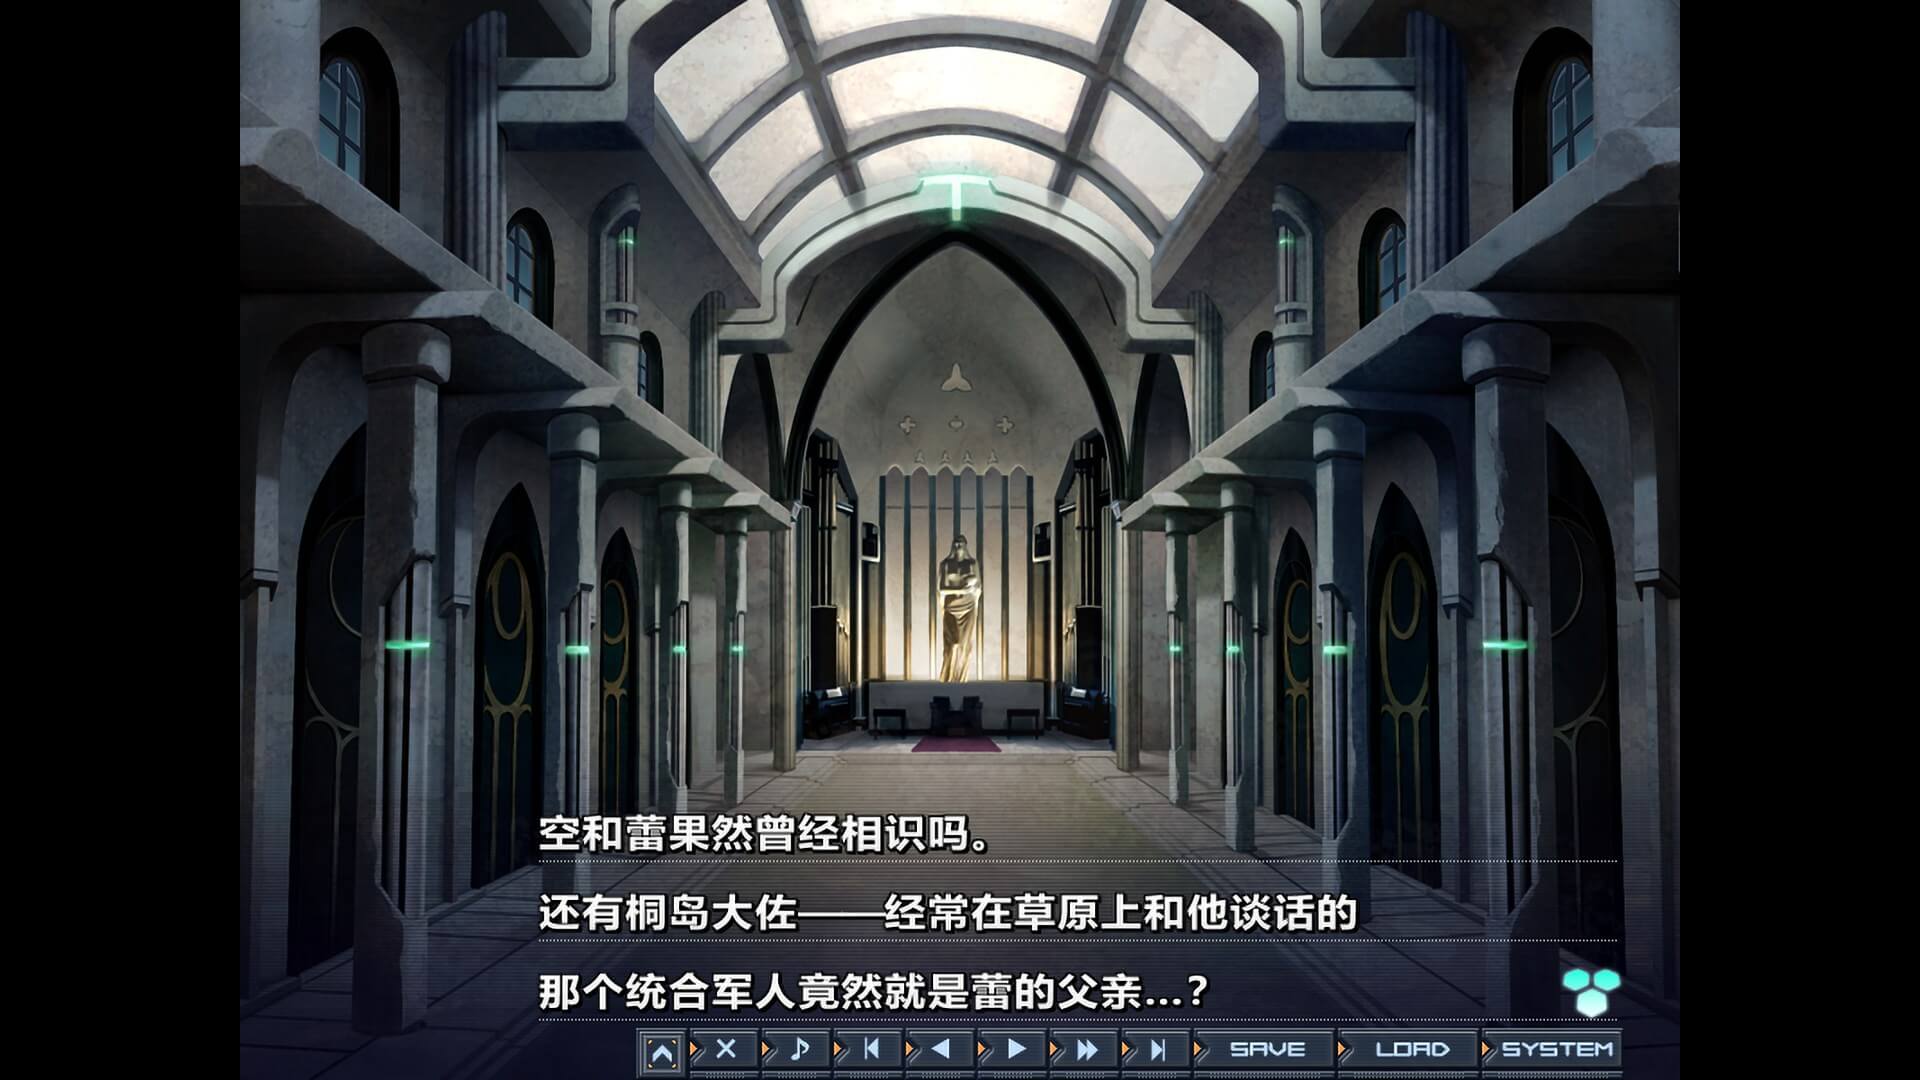 空和蕾果然曾经相识吗。
还有桐岛大佐——经常在草原上和他谈话的
那个统合军人竟然就是蕾的父亲…？
SAVE LOAD SYSTEM